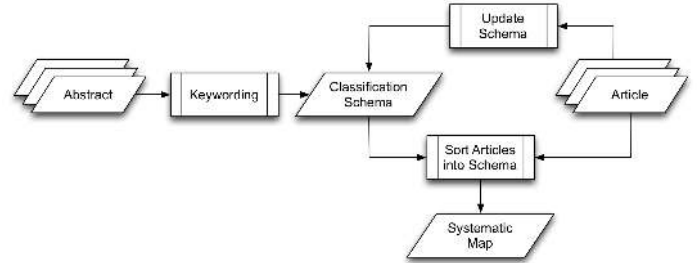 Update
Schema
Abstract
Keywording
Classification
Schema
Article
Sort Articles
into Schema
Systematic
Map